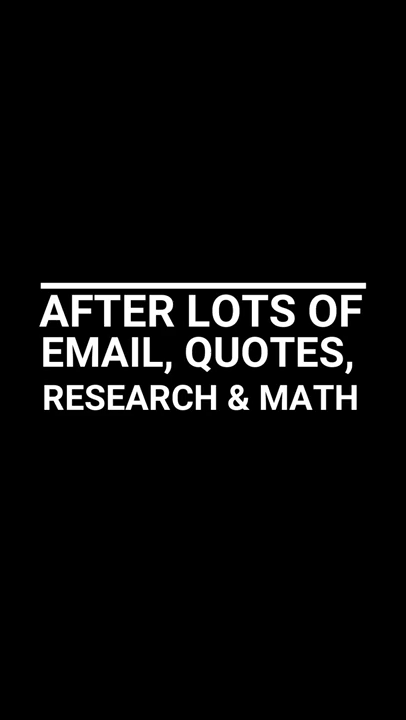 AFTER LOTS OF
EMAIL, QUOTES,
RESEARCH & MATH